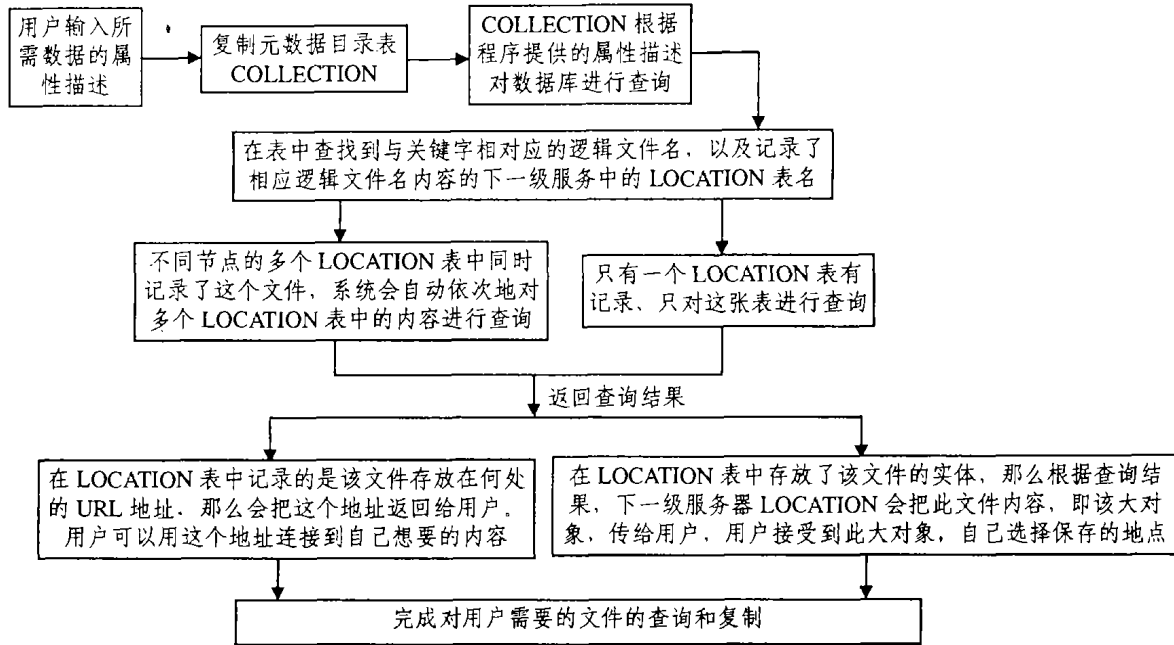 用户输入所
需数据的属
性描述
复制元数据目录表
COLLECTION
COLLECTION 根据
程序提供的属性描述
对数据库进行查询
在表中查找到与关键字相对应的逻辑文件名，以及记录了
相应逻辑文件名内容的下一级服务中的 LOCATION 表名
不同节点的多个 LOCATION 表中同时
记录了这个文件，系统会自动依次地对
多个 LOCATION 表中的内容进行查询
只有一个 LOCATION 表有
记录、只对这张表进行查询
返回查询结果
在 LOCATION 表中记录的是该文件存放在何处
的 URL 地址．那么会把这个地址返回给用户。
用户可以用这个地址连接到自己想要的内容
在 LOCATION 表中存放了该文件的实体，那么根据查询结
果，下一级服务器 LOCATION 会把此文件内容，即该大对
象，传给用户，用户接受到此大对象，自己选择保存的地点
完成对用户需要的文件的查询和复制